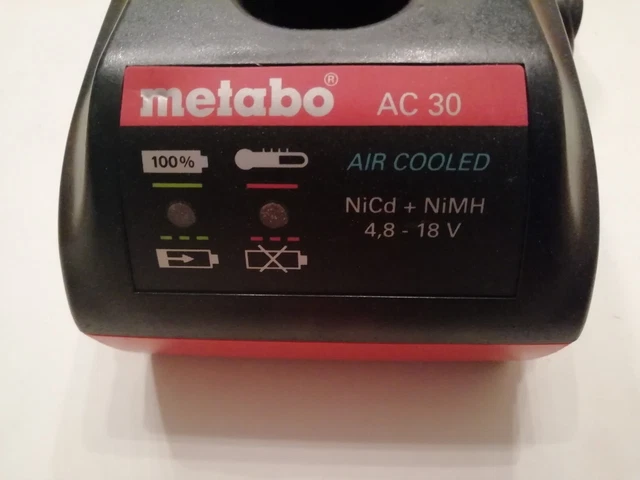 metabo®
AC 30
100%
AIR COOLED
NiCd + NiMH
4,8 - 18 V